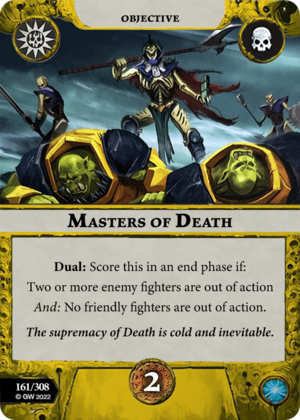 OBJECTIVE
MASTERS OF DEATH
Dual: Score this in an end phase if:
Two or more enemy fighters are out of action
And: No friendly fighters are out of action.
The supremacy of Death is cold and inevitable.
161/308
© GW 2022
2